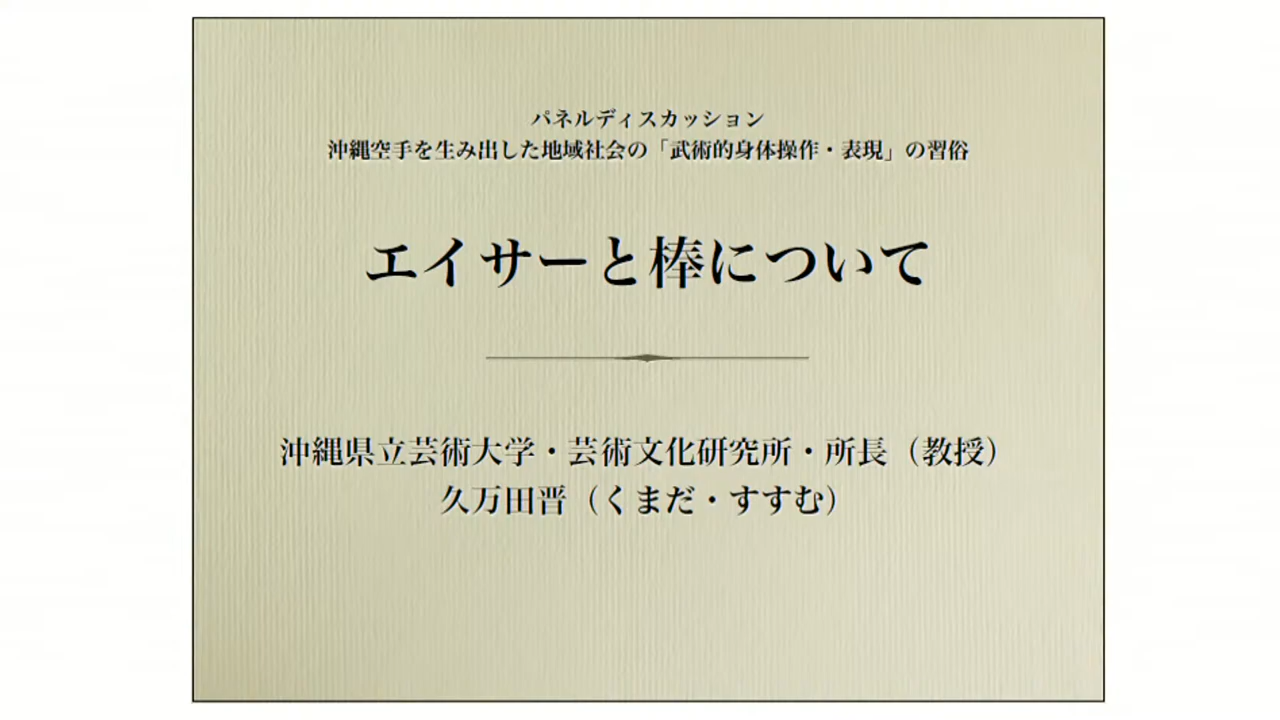 パネルディスカッション
沖縄空手を生み出した地域社会の「武術的身体操作・表現」の習俗
エイサーと棒について
沖縄県立芸術大学・芸術文化研究所・所長（教授）
久万田晋（くまだ・すすむ）